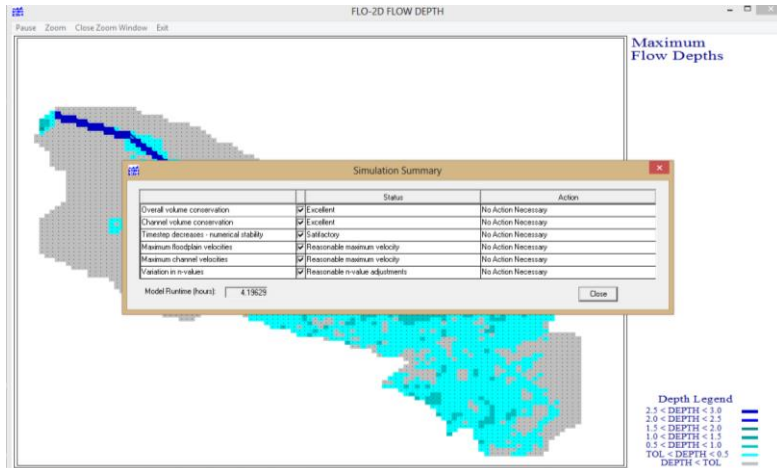 FLO-2D FLOW DEPTH
Pause Zoom Close Zoom Window Exit
Maximum
Flow Depths
Simulation Summary
Status Action
Overall volume conservation Excellent No Action Necessary
Channel volume conservation Excellent No Action Necessary
Timestep decreases - numerical stability Satifactory No Action Necessary
Maximum floodplain velocities Reasonable maximum velocity No Action Necessary
Maximum channel velocities Reasonable maximum velocity No Action Necessary
Variation in n-values Reasonable n-value adjustments No Action Necessary
Model Runtime (hours): 4.19629 Close
Depth Legend
2.5 < DEPTH < 3.0
2.0 < DEPTH < 2.5
1.5 < DEPTH < 2.0
1.0 < DEPTH < 1.5
0.5 < DEPTH < 1.0
TOL < DEPTH < 0.5
DEPTH < TOL